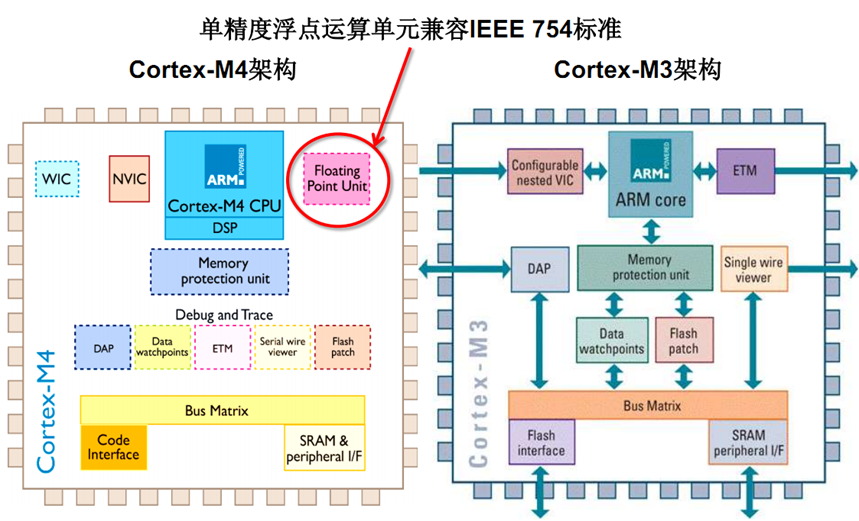 单精度浮点运算单元兼容IEEE 754标准
Cortex-M4架构
WIC
NVIC
ARM POWERED
Cortex-M4 CPU
DSP
Floating
Point Unit
Memory
protection unit
Debug and Trace
DAP
Data
watchpoints
ETM
Serial wire
viewer
Flash
patch
Bus Matrix
Code
Interface
SRAM &
peripheral I/F
Cortex-M4
Cortex-M3架构
Configurable
nested VIC
ARM POWERED
ARM core
ETM
DAP
Memory
protection unit
Single wire
viewer
Data
watchpoints
Flash
patch
Bus Matrix
Flash
interface
SRAM
peripheral I/F
Cortex-M3